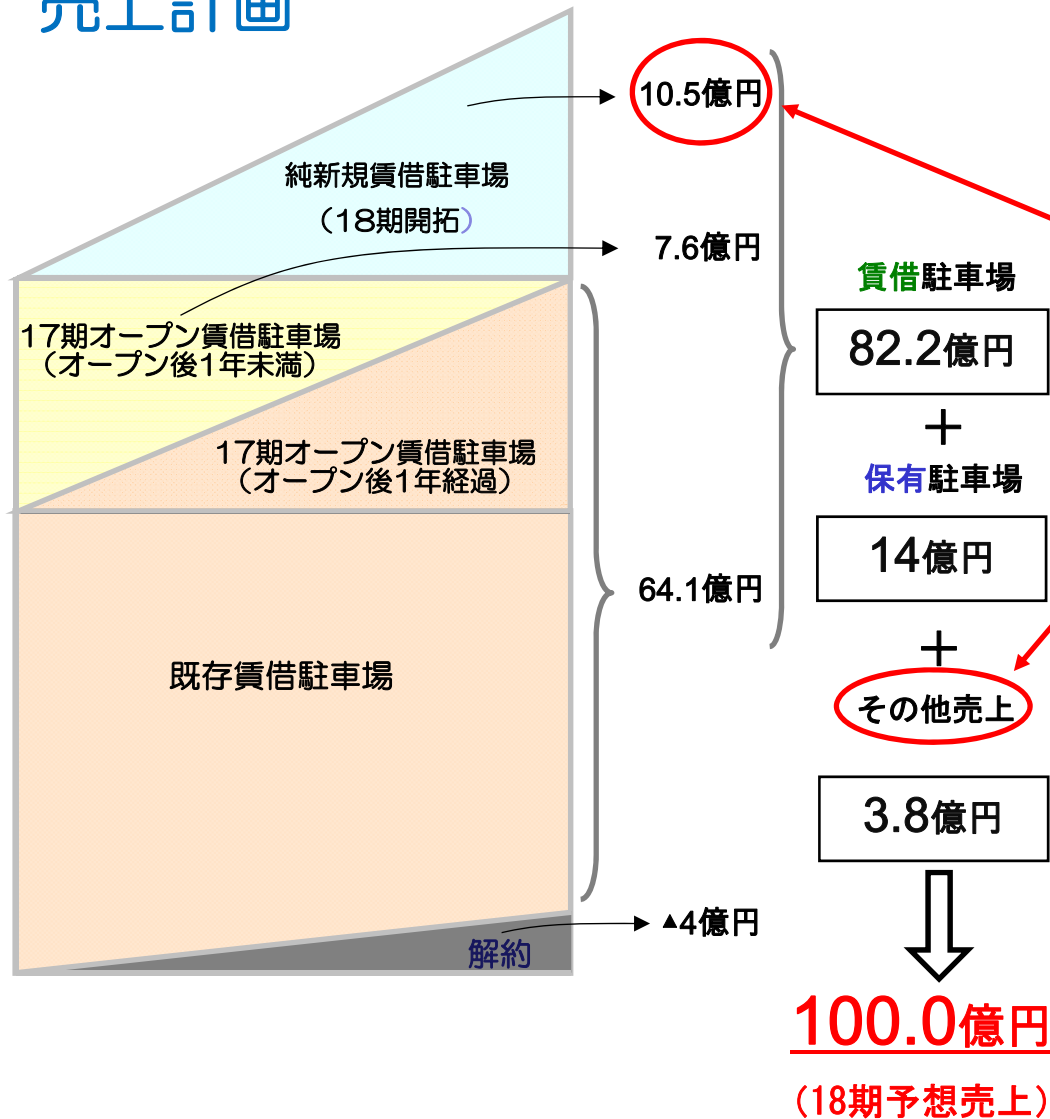 売上計画
10.5億円
純新規賃借駐車場
（18期開拓）
7.6億円
17期オープン賃借駐車場
（オープン後1年未満）
17期オープン賃借駐車場
（オープン後1年経過）
64.1億円
既存賃借駐車場
▲4億円
解約
賃借駐車場
82.2億円
＋
保有駐車場
14億円
＋
その他売上
3.8億円
100.0億円
（18期予想売上）